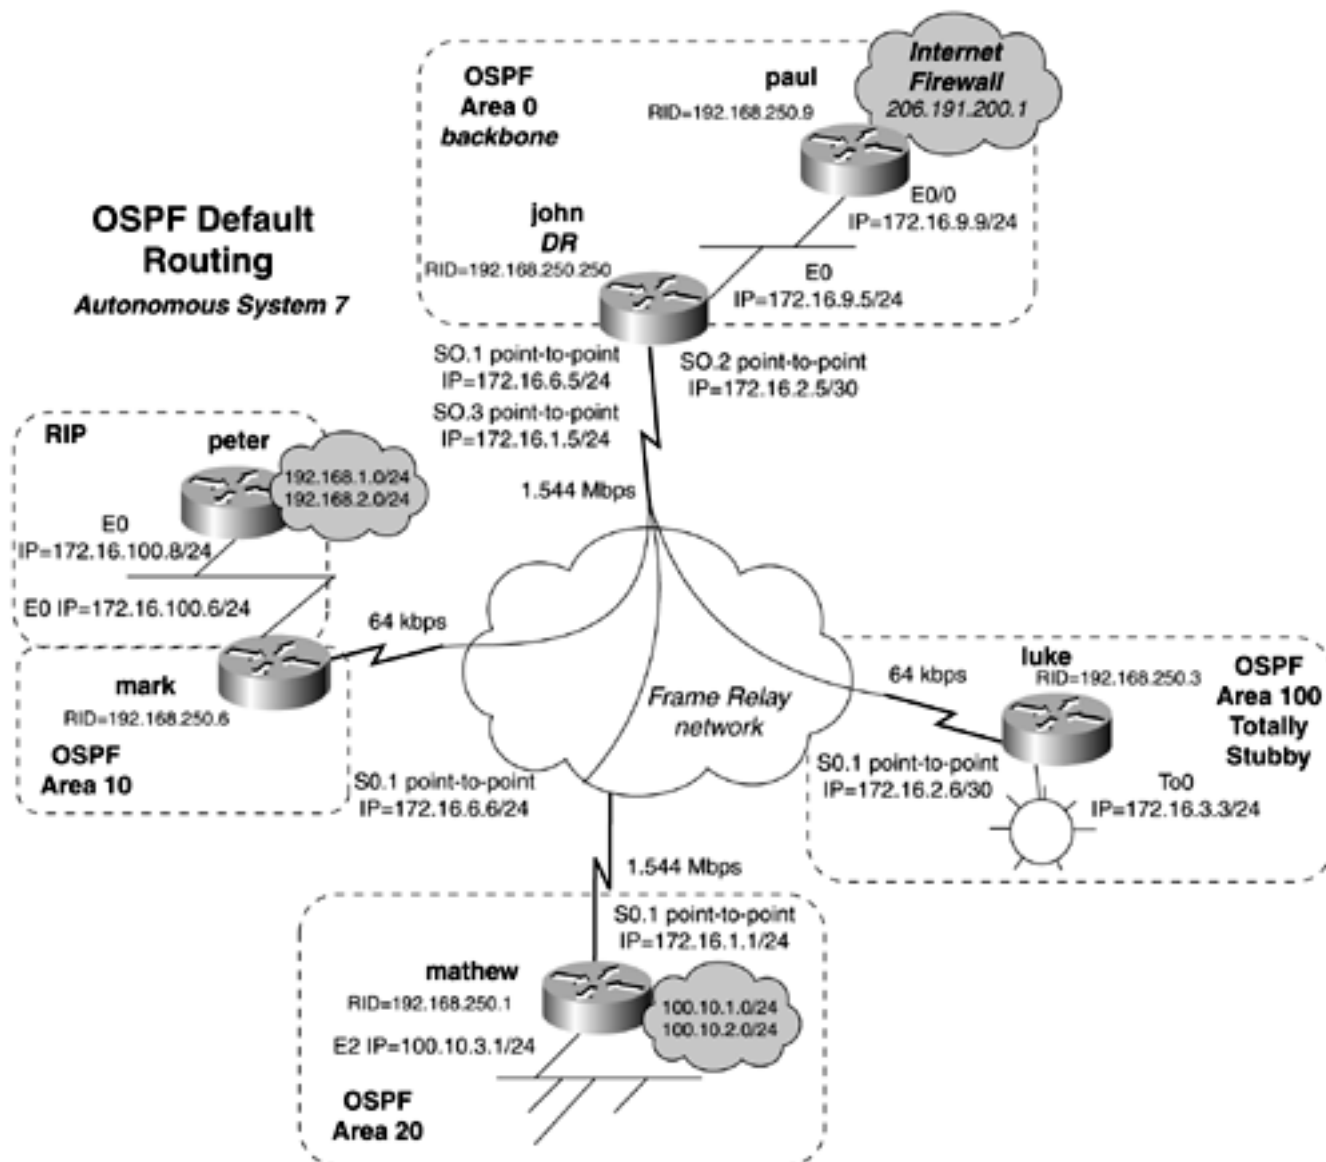 OSPF Default
Routing
Autonomous System 7
OSPF
Area 0
backbone
paul
RID=192.168.250.9
Internet
Firewall
206.191.200.1
E0/0
IP=172.16.9.9/24
john
DR
RID=192.168.250.250
E0
IP=172.16.9.5/24
SO.1 point-to-point
IP=172.16.6.5/24
SO.3 point-to-point
IP=172.16.1.5/24
SO.2 point-to-point
IP=172.16.2.5/30
1.544 Mbps
RIP
peter
192.168.1.0/24
192.168.2.0/24
E0
IP=172.16.100.8/24
E0 IP=172.16.100.6/24
64 kbps
mark
RID=192.168.250.6
OSPF
Area 10
S0.1 point-to-point
IP=172.16.6.6/24
Frame Relay
network
64 kbps
luke
RID=192.168.250.3
OSPF
Area 100
Totally
Stubby
S0.1 point-to-point
IP=172.16.2.6/30
To0
IP=172.16.3.3/24
1.544 Mbps
S0.1 point-to-point
IP=172.16.1.1/24
mathew
RID=192.168.250.1
100.10.1.0/24
100.10.2.0/24
E2 IP=100.10.3.1/24
OSPF
Area 20